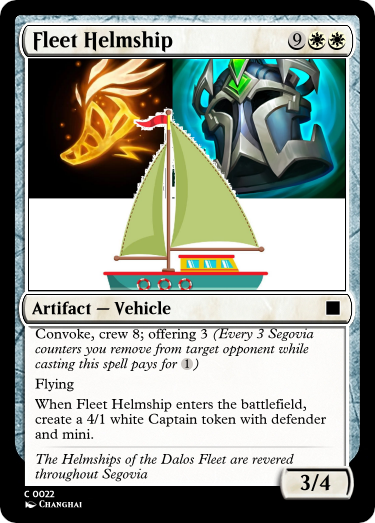 Fleet Helmship 9
Artifact — Vehicle
Convoke, crew 8; offering 3 (Every 3 Segovia
counters you remove from target opponent while
casting this spell pays for 1)
Flying
When Fleet Helmship enters the battlefield,
create a 4/1 white Captain token with defender
and mini.
The Helmships of the Dalos Fleet are revered
throughout Segovia
3/4
C 0022
Changhai